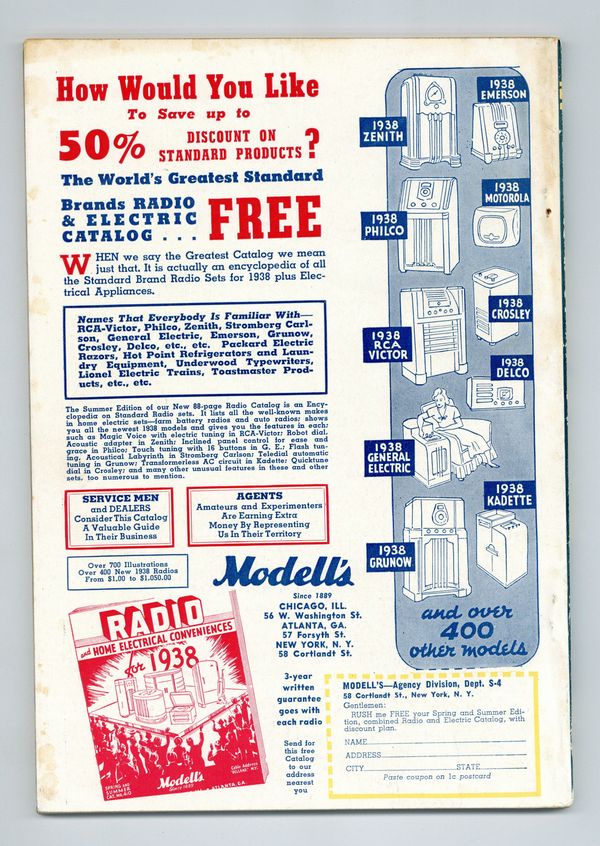 How Would You Like
To Save up to
50% DISCOUNT ON
STANDARD PRODUCTS ?
The World's Greatest Standard
Brands RADIO
& ELECTRIC
CATALOG . . . FREE
WHEN we say the Greatest Catalog we mean
just that. It is actually an encyclopedia of all
the Standard Brand Radio Sets for 1938 plus Elec-
trical Appliances.
Names That Everybody Is Familiar With—
RCA-Victor, Philco, Zenith, Stromberg Carl-
son, General Electric, Emerson, Grunow,
Crosley, Delco, etc., etc. Packard Electric
Razors, Hot Point Refrigerators and Laun-
dry Equipment, Underwood Typewriters,
Lionel Electric Trains, Toastmaster Prod-
ucts, etc., etc.
The Summer Edition of our New 88-page Radio Catalog is an Ency-
clopedia on Standard Radio sets. It lists all the well-known makes
in home electric sets—farm battery radios and auto radios; shows
you all the newest 1938 models and gives you the features in each;
such as Magic Voice with electric tuning in RCA-Victor; Robot dial,
Acoustic adapter in Zenith; Inclined panel control for ease and
grace in Philco; Touch tuning with 16 buttons in G. E.; Flash tun-
ing, Acoustical Labyrinth in Stromberg Carlson; Teledial automatic
tuning in Grunow; Transformerless AC circuit in Kadette; Quicktune
dial in Crosley; and many other unusual features in these and other
sets, too numerous to mention.
SERVICE MEN
and DEALERS
Consider This Catalog
A Valuable Guide
In Their Business
AGENTS
Amateurs and Experimenters
Are Earning Extra
Money By Representing
Us In Their Territory
Over 700 Illustrations
Over 400 New 1938 Radios
From $1.00 to $1,050.00
Modell's
Since 1889
CHICAGO, ILL.
56 W. Washington St.
ATLANTA, GA.
57 Forsyth St.
NEW YORK, N. Y.
58 Cortlandt St.
RADIO
and HOME ELECTRICAL CONVENIENCES
for 1938
Modell's
Since 1889
SPRING and
SUMMER
Cable Address
ATLANTA, GA.
3-year
written
guarantee
goes with
each radio
Send for
this free
Catalog
to our
address
nearest
you
1938
ZENITH
1938
EMERSON
1938
PHILCO
1938
MOTOROLA
1938
RCA
VICTOR
1938
CROSLEY
1938
DELCO
1938
GENERAL
ELECTRIC
1938
KADETTE
1938
GRUNOW
and over
400
other models
MODELL'S—Agency Division, Dept. S-4
58 Cortlandt St., New York, N. Y.
Gentlemen:
RUSH me FREE your Spring and Summer Edi-
tion, combined Radio and Electric Catalog, with
discount plan.
NAME
ADDRESS
CITY STATE
Paste coupon on 1c postcard